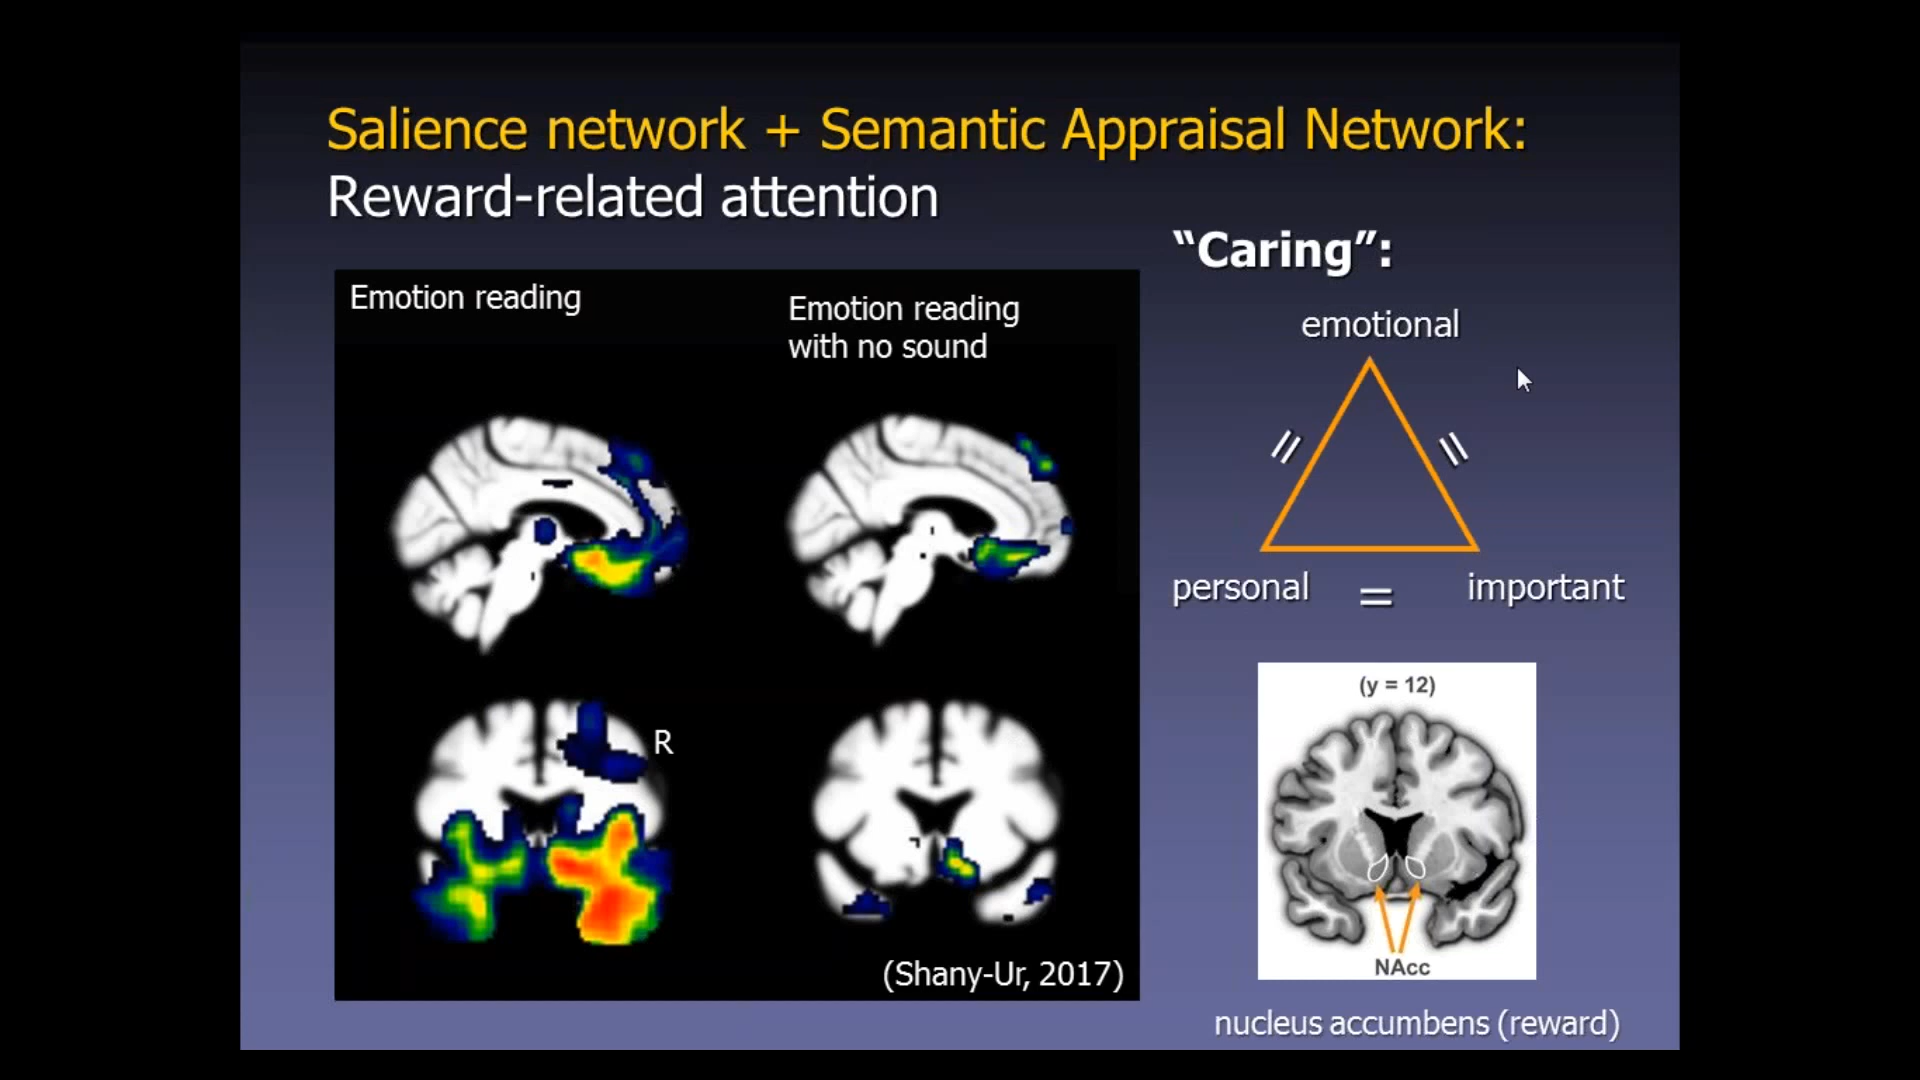 Salience network + Semantic Appraisal Network:
Reward-related attention
“Caring”:
Emotion reading
Emotion reading
with no sound
emotional
=
=
personal = important
R
(Shany-Ur, 2017)
(y = 12)
NAcc
nucleus accumbens (reward)